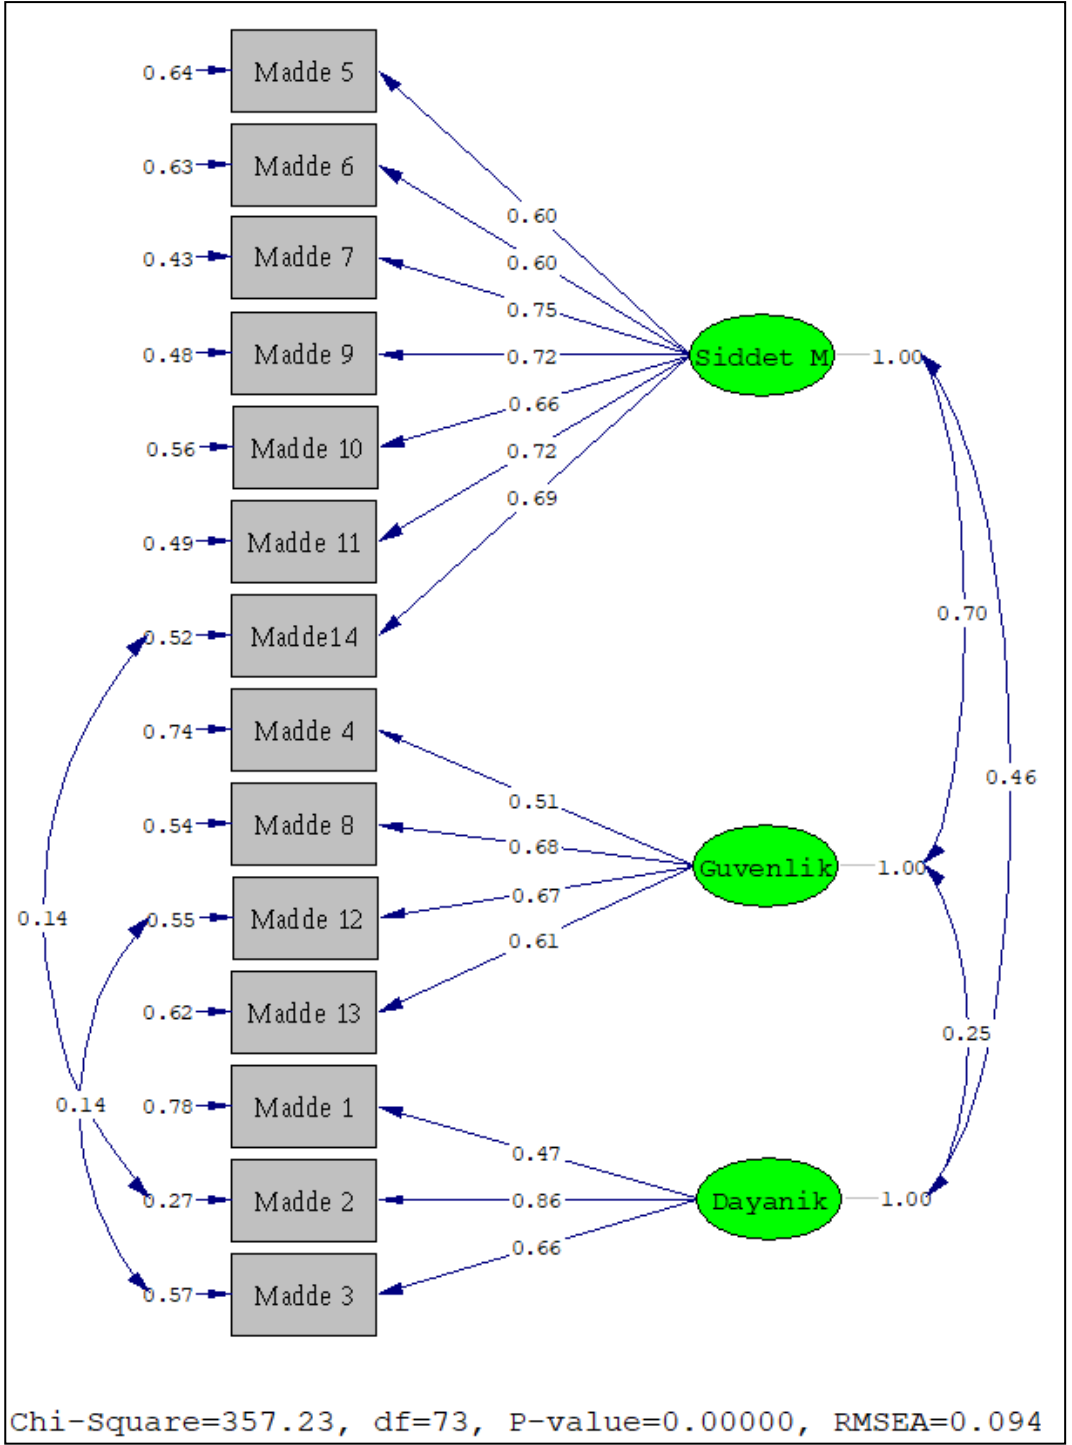 0.64 Madde 5
0.63 Madde 6
0.60
0.43 Madde 7
0.60
0.75
0.48 Madde 9 0.72 Siddet M 1.00
0.66
0.56 Madde 10
0.72
0.69
0.49 Madde 11
0.70
0.52 Madde14
0.74 Madde 4
0.46
0.51
0.54 Madde 8
0.68
Guvenlik 1.00
0.67
0.14 0.55 Madde 12
0.61
0.62 Madde 13
0.25
0.14 0.78 Madde 1
0.47
0.27 Madde 2 0.86 Dayanik 1.00
0.66
0.57 Madde 3
Chi-Square=357.23, df=73, P-value=0.00000, RMSEA=0.094